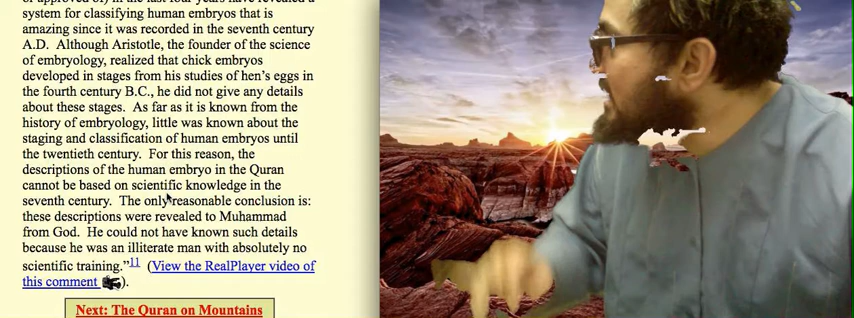 system for classifying human embryos that is
amazing since it was recorded in the seventh century
A.D.  Although Aristotle, the founder of the science
of embryology, realized that chick embryos
developed in stages from his studies of hen's eggs in
the fourth century B.C., he did not give any details
about these stages.  As far as it is known from the
history of embryology, little was known about the
staging and classification of human embryos until
the twentieth century.  For this reason, the
descriptions of the human embryo in the Quran
cannot be based on scientific knowledge in the
seventh century.  The only reasonable conclusion is:
these descriptions were revealed to Muhammad
from God.  He could not have known such details
because he was an illiterate man with absolutely no
scientific training."11  (View the RealPlayer video of
this comment ).
Next: The Quran on Mountains